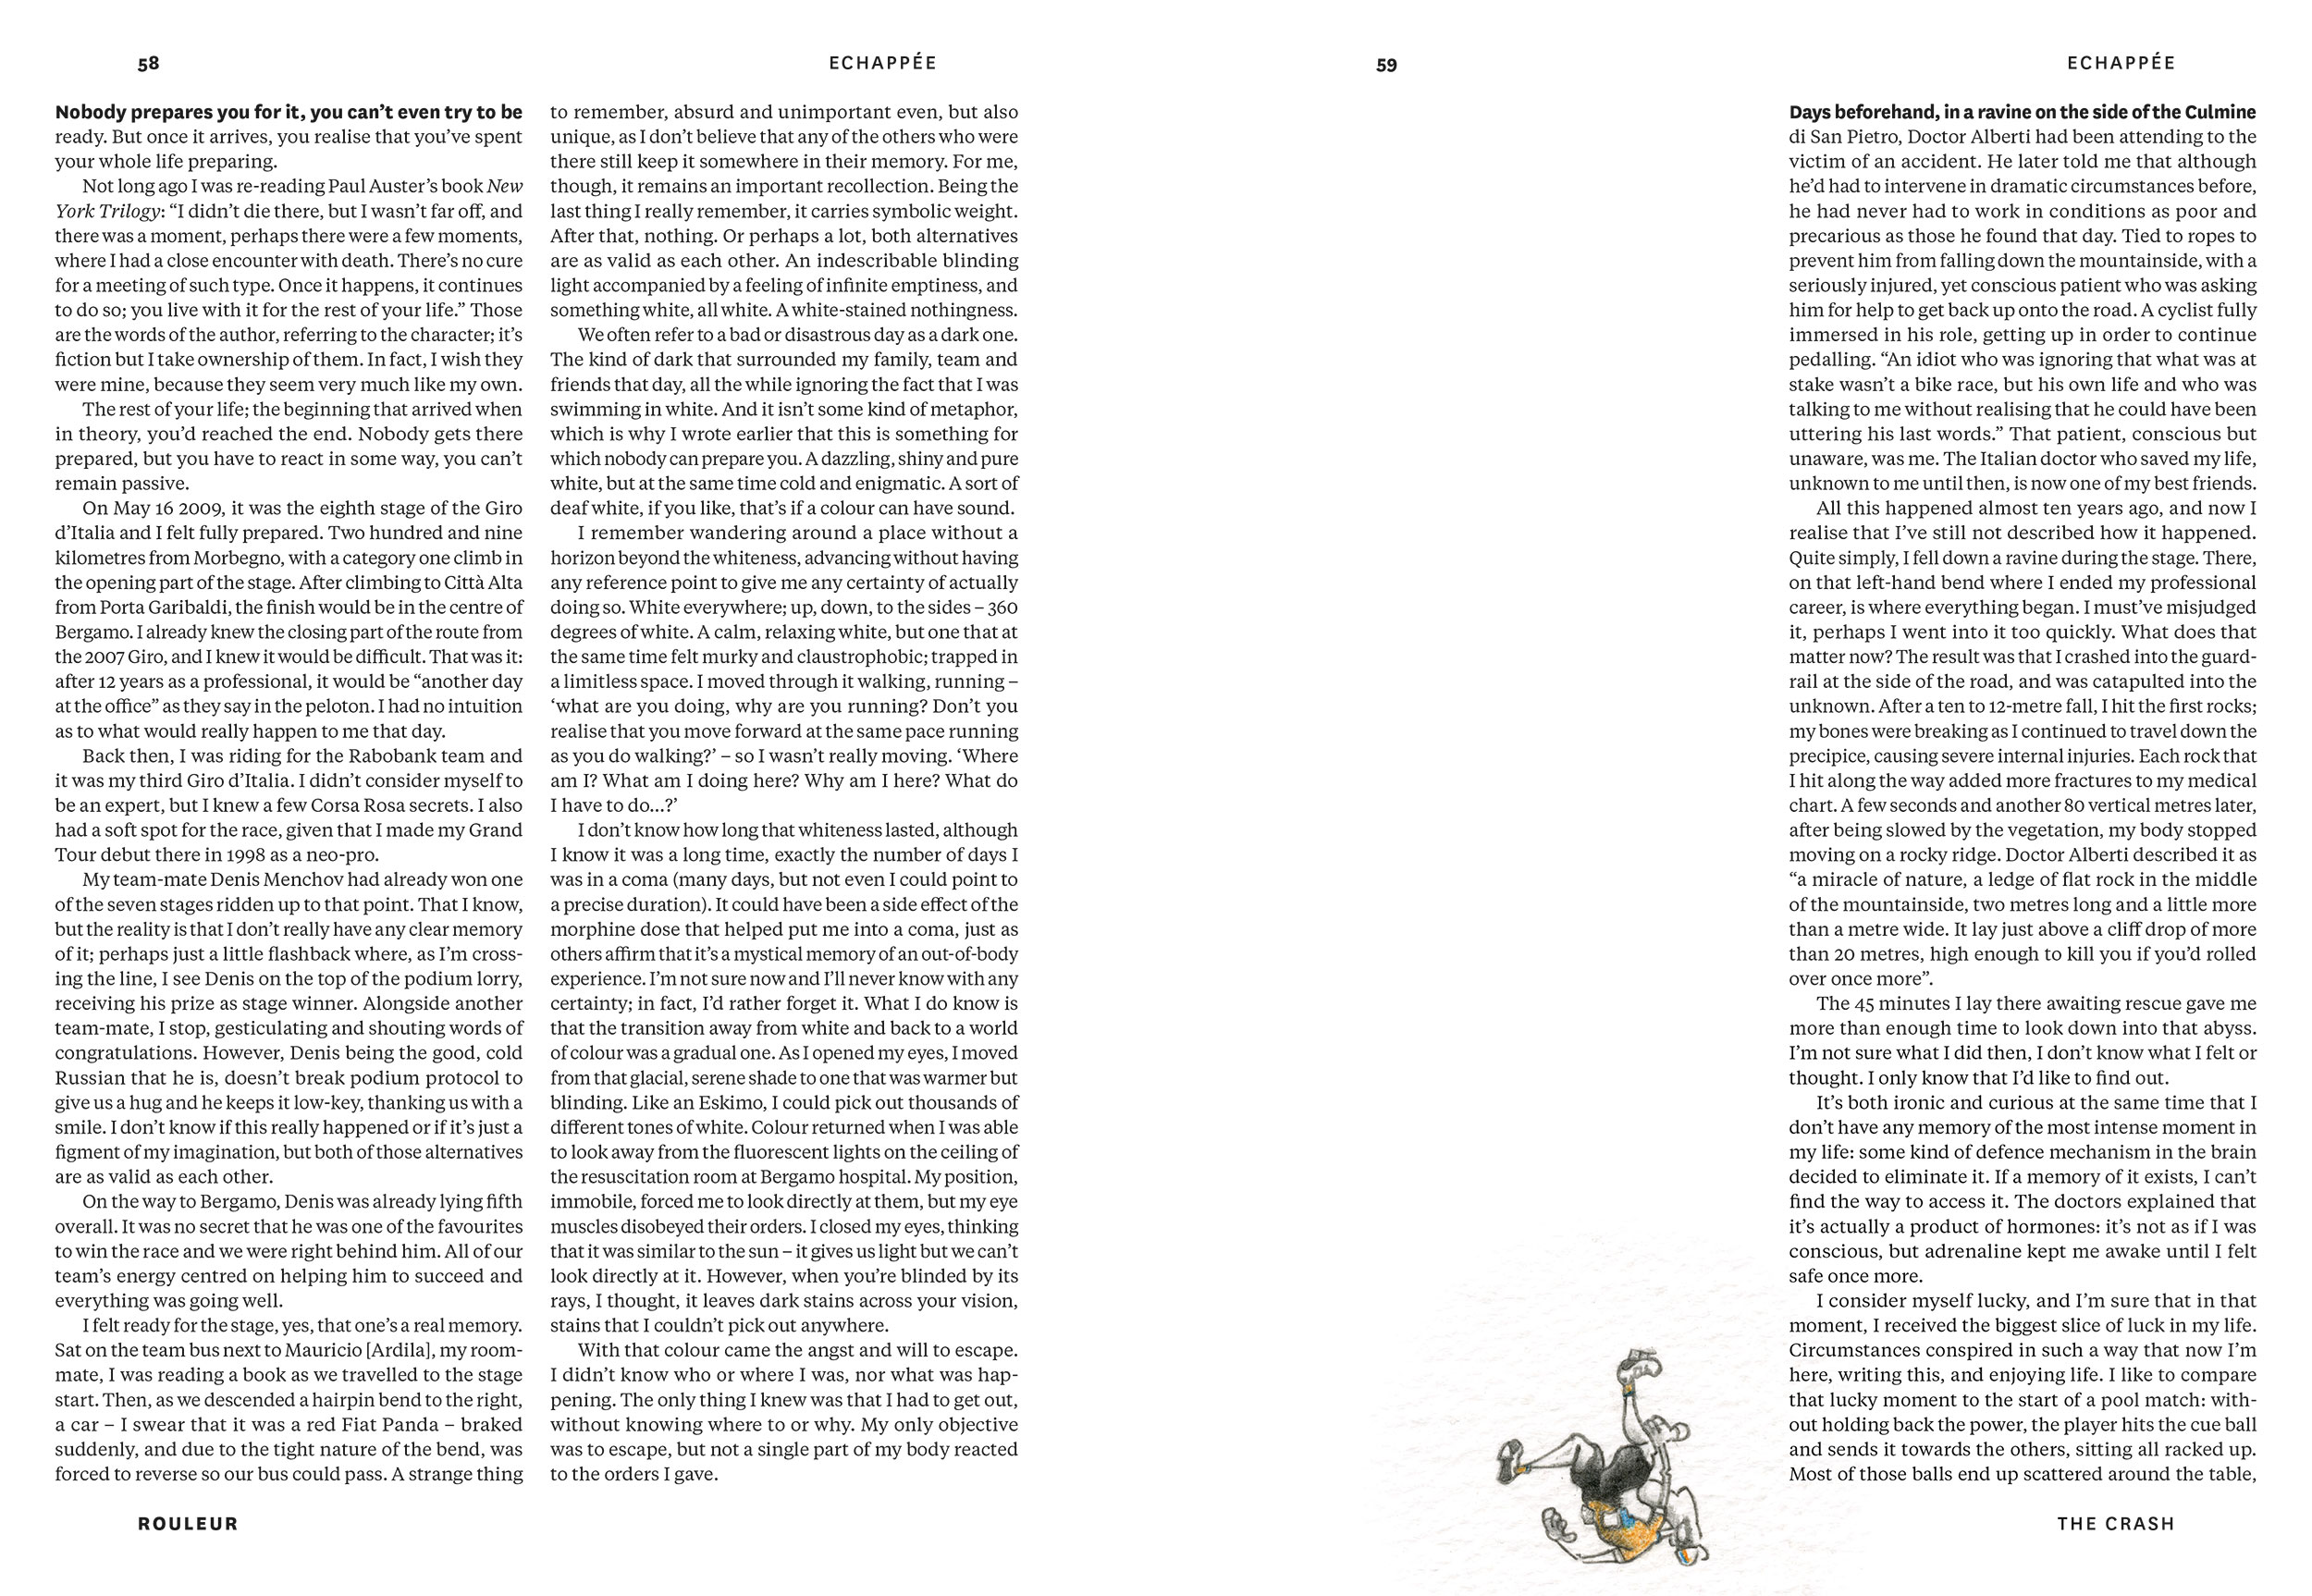 58
ECHAPPÉE
Nobody prepares you for it, you can’t even try to be
ready. But once it arrives, you realise that you’ve spent
your whole life preparing.
Not long ago I was re-reading Paul Auster’s book New
York Trilogy: “I didn’t die there, but I wasn’t far off, and
there was a moment, perhaps there were a few moments,
where I had a close encounter with death. There’s no cure
for a meeting of such type. Once it happens, it continues
to do so; you live with it for the rest of your life.” Those
are the words of the author, referring to the character; it’s
fiction but I take ownership of them. In fact, I wish they
were mine, because they seem very much like my own.
The rest of your life; the beginning that arrived when
in theory, you’d reached the end. Nobody gets there
prepared, but you have to react in some way, you can’t
remain passive.
On May 16 2009, it was the eighth stage of the Giro
d’Italia and I felt fully prepared. Two hundred and nine
kilometres from Morbegno, with a category one climb in
the opening part of the stage. After climbing to Città Alta
from Porta Garibaldi, the finish would be in the centre of
Bergamo. I already knew the closing part of the route from
the 2007 Giro, and I knew it would be difficult. That was it:
after 12 years as a professional, it would be “another day
at the office” as they say in the peloton. I had no intuition
as to what would really happen to me that day.
Back then, I was riding for the Rabobank team and
it was my third Giro d’Italia. I didn’t consider myself to
be an expert, but I knew a few Corsa Rosa secrets. I also
had a soft spot for the race, given that I made my Grand
Tour debut there in 1998 as a neo-pro.
My team-mate Denis Menchov had already won one
of the seven stages ridden up to that point. That I know,
but the reality is that I don’t really have any clear memory
of it; perhaps just a little flashback where, as I’m cross-
ing the line, I see Denis on the top of the podium lorry,
receiving his prize as stage winner. Alongside another
team-mate, I stop, gesticulating and shouting words of
congratulations. However, Denis being the good, cold
Russian that he is, doesn’t break podium protocol to
give us a hug and he keeps it low-key, thanking us with a
smile. I don’t know if this really happened or if it’s just a
figment of my imagination, but both of those alternatives
are as valid as each other.
On the way to Bergamo, Denis was already lying fifth
overall. It was no secret that he was one of the favourites
to win the race and we were right behind him. All of our
team’s energy centred on helping him to succeed and
everything was going well.
I felt ready for the stage, yes, that one’s a real memory.
Sat on the team bus next to Mauricio [Ardila], my room-
mate, I was reading a book as we travelled to the stage
start. Then, as we descended a hairpin bend to the right,
a car – I swear that it was a red Fiat Panda – braked
suddenly, and due to the tight nature of the bend, was
forced to reverse so our bus could pass. A strange thing
to remember, absurd and unimportant even, but also
unique, as I don’t believe that any of the others who were
there still keep it somewhere in their memory. For me,
though, it remains an important recollection. Being the
last thing I really remember, it carries symbolic weight.
After that, nothing. Or perhaps a lot, both alternatives
are as valid as each other. An indescribable blinding
light accompanied by a feeling of infinite emptiness, and
something white, all white. A white-stained nothingness.
We often refer to a bad or disastrous day as a dark one.
The kind of dark that surrounded my family, team and
friends that day, all the while ignoring the fact that I was
swimming in white. And it isn’t some kind of metaphor,
which is why I wrote earlier that this is something for
which nobody can prepare you. A dazzling, shiny and pure
white, but at the same time cold and enigmatic. A sort of
deaf white, if you like, that’s if a colour can have sound.
I remember wandering around a place without a
horizon beyond the whiteness, advancing without having
any reference point to give me any certainty of actually
doing so. White everywhere; up, down, to the sides – 360
degrees of white. A calm, relaxing white, but one that at
the same time felt murky and claustrophobic; trapped in
a limitless space. I moved through it walking, running –
‘what are you doing, why are you running? Don’t you
realise that you move forward at the same pace running
as you do walking?’ – so I wasn’t really moving. ‘Where
am I? What am I doing here? Why am I here? What do
I have to do...?’
I don’t know how long that whiteness lasted, although
I know it was a long time, exactly the number of days I
was in a coma (many days, but not even I could point to
a precise duration). It could have been a side effect of the
morphine dose that helped put me into a coma, just as
others affirm that it’s a mystical memory of an out-of-body
experience. I’m not sure now and I’ll never know with any
certainty; in fact, I’d rather forget it. What I do know is
that the transition away from white and back to a world
of colour was a gradual one. As I opened my eyes, I moved
from that glacial, serene shade to one that was warmer but
blinding. Like an Eskimo, I could pick out thousands of
different tones of white. Colour returned when I was able
to look away from the fluorescent lights on the ceiling of
the resuscitation room at Bergamo hospital. My position,
immobile, forced me to look directly at them, but my eye
muscles disobeyed their orders. I closed my eyes, thinking
that it was similar to the sun – it gives us light but we can’t
look directly at it. However, when you’re blinded by its
rays, I thought, it leaves dark stains across your vision,
stains that I couldn’t pick out anywhere.
With that colour came the angst and will to escape.
I didn’t know who or where I was, nor what was hap-
pening. The only thing I knew was that I had to get out,
without knowing where to or why. My only objective
was to escape, but not a single part of my body reacted
to the orders I gave.
ROULEUR
59
ECHAPPÉE
Days beforehand, in a ravine on the side of the Culmine
di San Pietro, Doctor Alberti had been attending to the
victim of an accident. He later told me that although
he’d had to intervene in dramatic circumstances before,
he had never had to work in conditions as poor and
precarious as those he found that day. Tied to ropes to
prevent him from falling down the mountainside, with a
seriously injured, yet conscious patient who was asking
him for help to get back up onto the road. A cyclist fully
immersed in his role, getting up in order to continue
pedalling. “An idiot who was ignoring that what was at
stake wasn’t a bike race, but his own life and who was
talking to me without realising that he could have been
uttering his last words.” That patient, conscious but
unaware, was me. The Italian doctor who saved my life,
unknown to me until then, is now one of my best friends.
All this happened almost ten years ago, and now I
realise that I’ve still not described how it happened.
Quite simply, I fell down a ravine during the stage. There,
on that left-hand bend where I ended my professional
career, is where everything began. I must’ve misjudged
it, perhaps I went into it too quickly. What does that
matter now? The result was that I crashed into the guard-
rail at the side of the road, and was catapulted into the
unknown. After a ten to 12-metre fall, I hit the first rocks;
my bones were breaking as I continued to travel down the
precipice, causing severe internal injuries. Each rock that
I hit along the way added more fractures to my medical
chart. A few seconds and another 80 vertical metres later,
after being slowed by the vegetation, my body stopped
moving on a rocky ridge. Doctor Alberti described it as
“a miracle of nature, a ledge of flat rock in the middle
of the mountainside, two metres long and a little more
than a metre wide. It lay just above a cliff drop of more
than 20 metres, high enough to kill you if you’d rolled
over once more”.
The 45 minutes I lay there awaiting rescue gave me
more than enough time to look down into that abyss.
I’m not sure what I did then, I don’t know what I felt or
thought. I only know that I’d like to find out.
It’s both ironic and curious at the same time that I
don’t have any memory of the most intense moment in
my life: some kind of defence mechanism in the brain
decided to eliminate it. If a memory of it exists, I can’t
find the way to access it. The doctors explained that
it’s actually a product of hormones: it’s not as if I was
conscious, but adrenaline kept me awake until I felt
safe once more.
I consider myself lucky, and I’m sure that in that
moment, I received the biggest slice of luck in my life.
Circumstances conspired in such a way that now I’m
here, writing this, and enjoying life. I like to compare
that lucky moment to the start of a pool match: with-
out holding back the power, the player hits the cue ball
and sends it towards the others, sitting all racked up.
Most of those balls end up scattered around the table,
THE CRASH